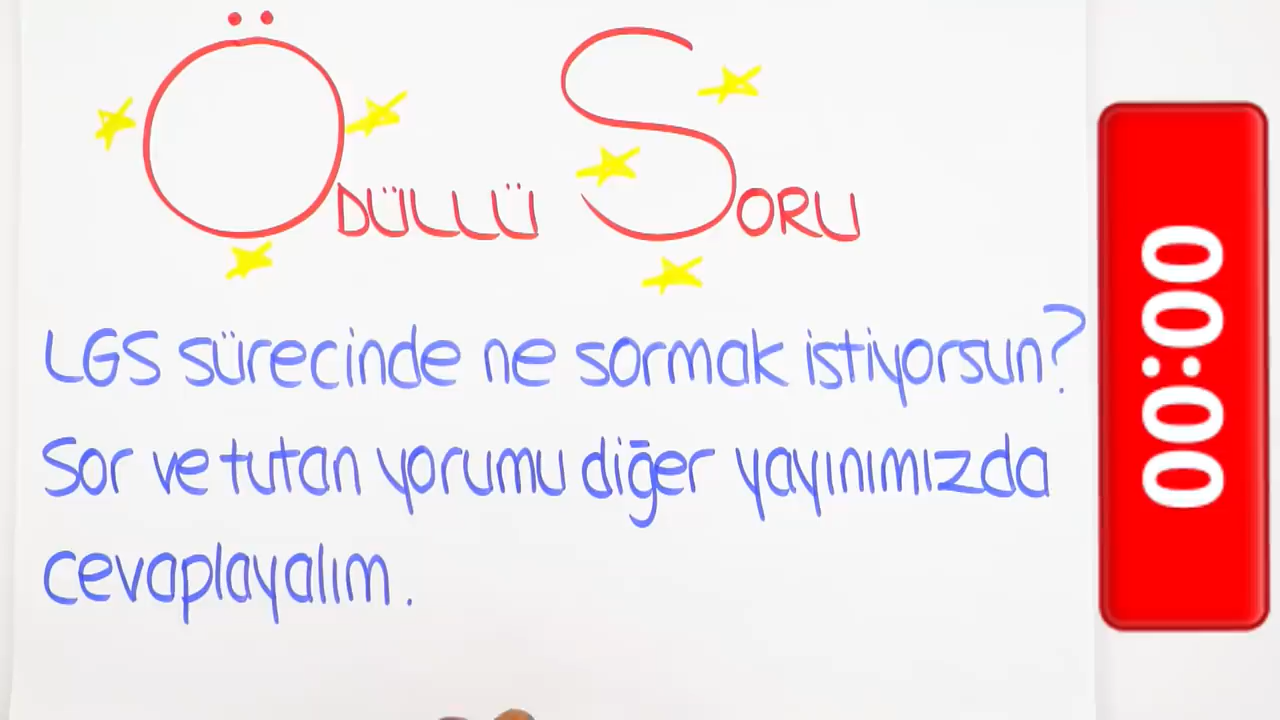 ÖDÜLLÜ SORU
LGS sürecinde ne sormak istiyorsun?
Sor ve tutan yorumu diğer yayınımızda
cevaplayalım.
00:00